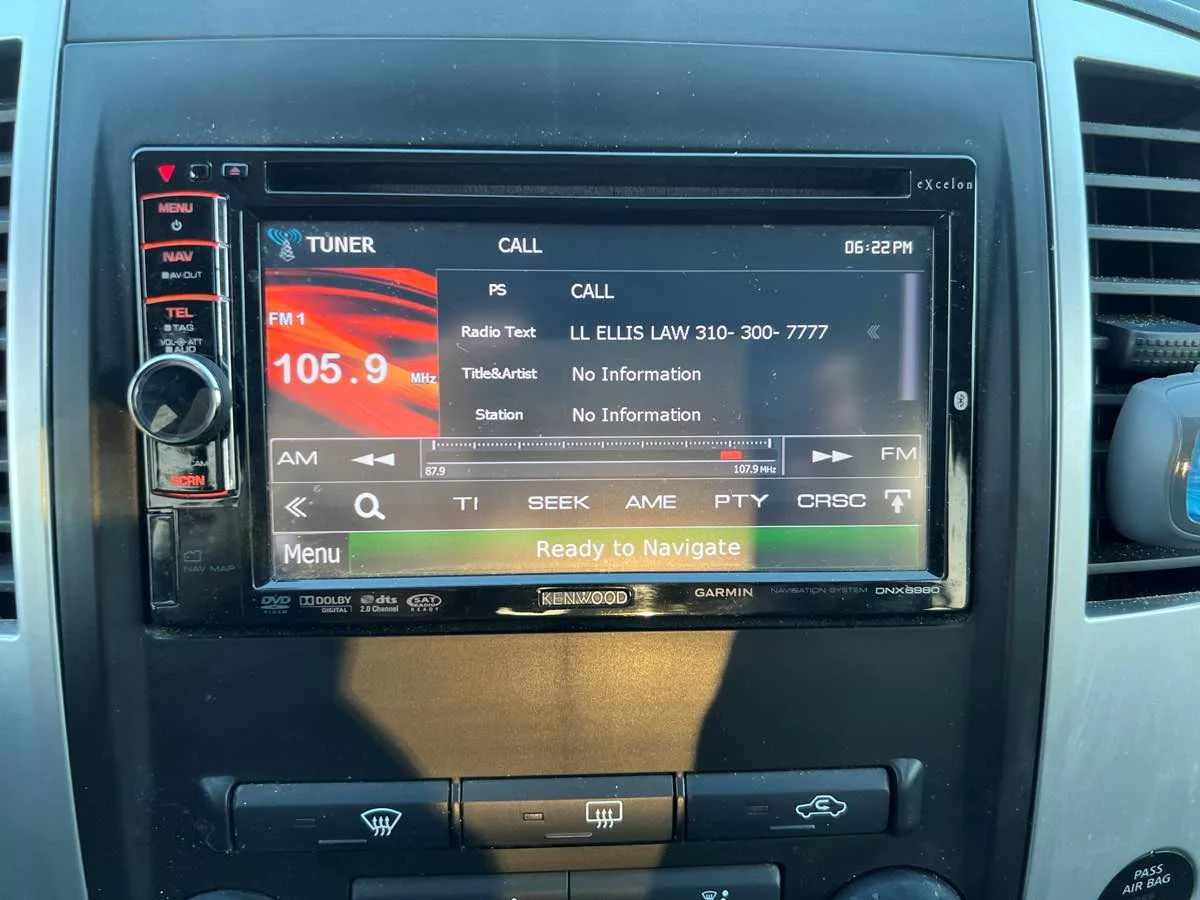 eXcelon
MENU
NAV
AV OUT
TEL
TAG
VOL ATT
AUD
SCRN
NAV MAP
TUNER CALL 06:22 PM
FM1
105.9 MHz
PS CALL
Radio Text LL ELLIS LAW 310- 300- 7777
Title&Artist No Information
Station No Information
AM 87.9 107.9 MHz FM
TI SEEK AME PTY CRSC
Menu Ready to Navigate
DVD VIDEO DOLBY DIGITAL dts 2.0 Channel SAT RADIO READY KENWOOD GARMIN NAVIGATION SYSTEM DNX6980
PASS
AIR BAG